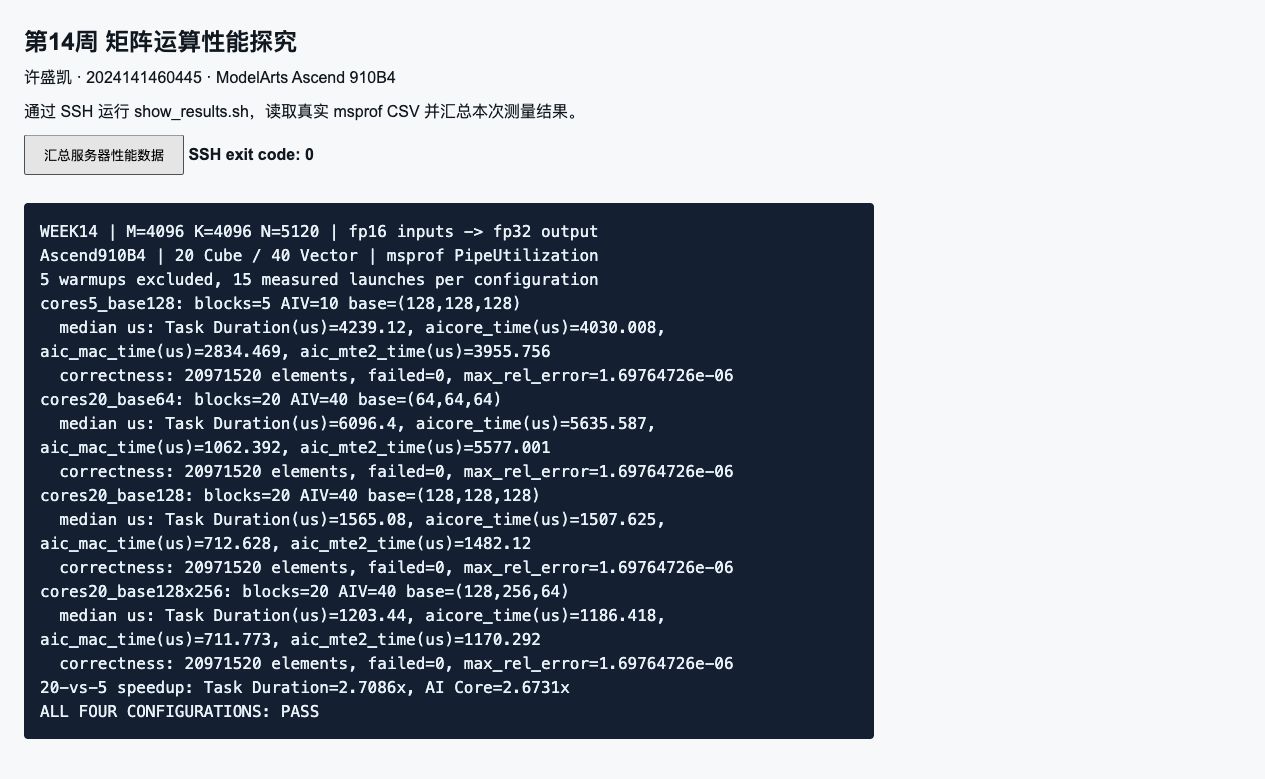 第14周 矩阵运算性能探究
许盛凯 · 2024141460445 · ModelArts Ascend 910B4
通过 SSH 运行 show_results.sh，读取真实 msprof CSV 并汇总本次测量结果。
汇总服务器性能数据 SSH exit code: 0
WEEK14 | M=4096 K=4096 N=5120 | fp16 inputs -> fp32 output
Ascend910B4 | 20 Cube / 40 Vector | msprof PipeUtilization
5 warmups excluded, 15 measured launches per configuration
cores5_base128: blocks=5 AIV=10 base=(128,128,128)
  median us: Task Duration(us)=4239.12, aicore_time(us)=4030.008,
aic_mac_time(us)=2834.469, aic_mte2_time(us)=3955.756
  correctness: 20971520 elements, failed=0, max_rel_error=1.69764726e-06
cores20_base64: blocks=20 AIV=40 base=(64,64,64)
  median us: Task Duration(us)=6096.4, aicore_time(us)=5635.587,
aic_mac_time(us)=1062.392, aic_mte2_time(us)=5577.001
  correctness: 20971520 elements, failed=0, max_rel_error=1.69764726e-06
cores20_base128: blocks=20 AIV=40 base=(128,128,128)
  median us: Task Duration(us)=1565.08, aicore_time(us)=1507.625,
aic_mac_time(us)=712.628, aic_mte2_time(us)=1482.12
  correctness: 20971520 elements, failed=0, max_rel_error=1.69764726e-06
cores20_base128x256: blocks=20 AIV=40 base=(128,256,64)
  median us: Task Duration(us)=1203.44, aicore_time(us)=1186.418,
aic_mac_time(us)=711.773, aic_mte2_time(us)=1170.292
  correctness: 20971520 elements, failed=0, max_rel_error=1.69764726e-06
20-vs-5 speedup: Task Duration=2.7086x, AI Core=2.6731x
ALL FOUR CONFIGURATIONS: PASS